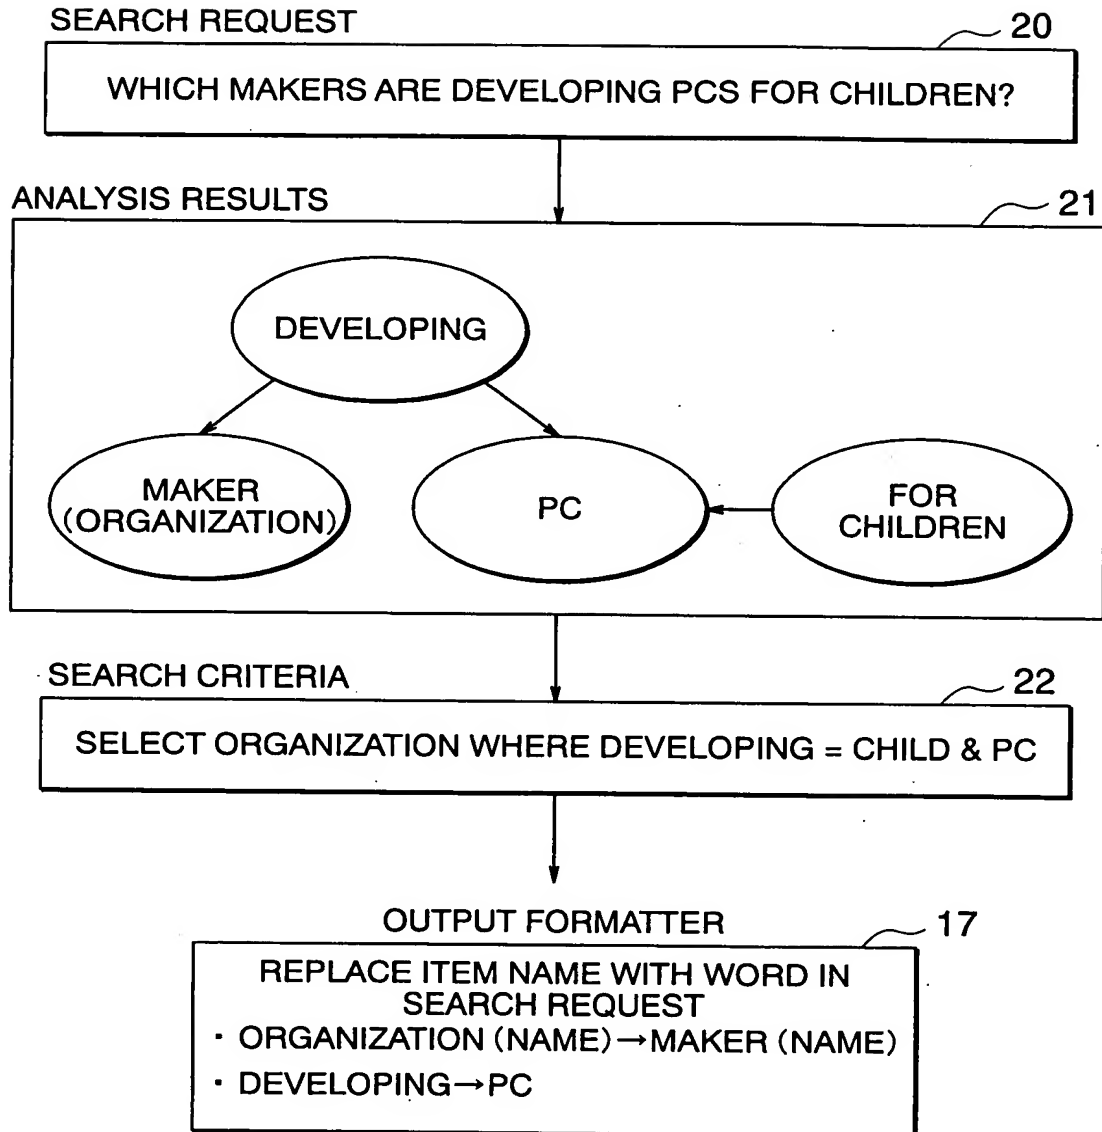 SEARCH REQUEST
20
WHICH MAKERS ARE DEVELOPING PCS FOR CHILDREN?
ANALYSIS RESULTS
21
DEVELOPING
MAKER
(ORGANIZATION)
PC
FOR
CHILDREN
SEARCH CRITERIA
22
SELECT ORGANIZATION WHERE DEVELOPING = CHILD & PC
OUTPUT FORMATTER
17
REPLACE ITEM NAME WITH WORD IN
SEARCH REQUEST
· ORGANIZATION (NAME)→MAKER (NAME)
· DEVELOPING→PC